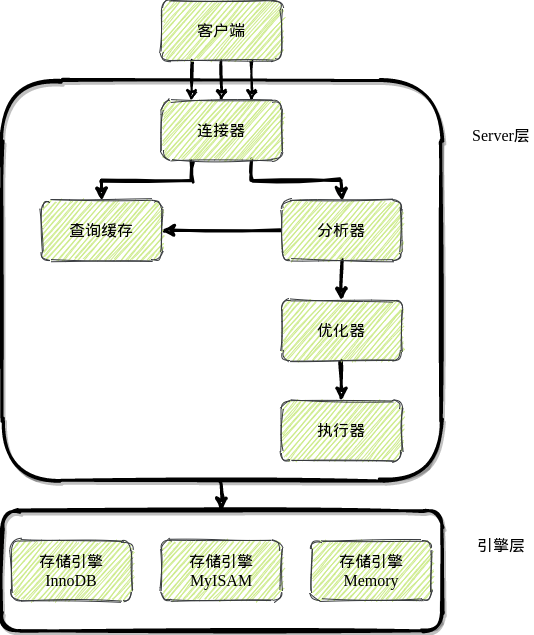 客户端
连接器
Server层
查询缓存
分析器
优化器
执行器
存储引擎
InnoDB
存储引擎
MyISAM
存储引擎
Memory
引擎层